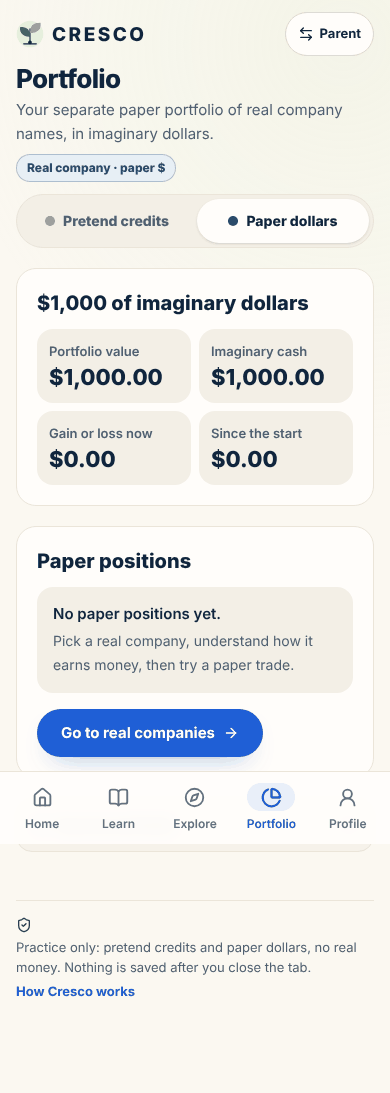 CRESCO
Parent
Portfolio
Your separate paper portfolio of real company
names, in imaginary dollars.
Real company · paper $
Pretend credits
Paper dollars
$1,000 of imaginary dollars
Portfolio value
$1,000.00
Imaginary cash
$1,000.00
Gain or loss now
$0.00
Since the start
$0.00
Paper positions
No paper positions yet.
Pick a real company, understand how it
earns money, then try a paper trade.
Go to real companies →
Home
Learn
Explore
Portfolio
Profile
Practice only: pretend credits and paper dollars, no real
money. Nothing is saved after you close the tab.
How Cresco works